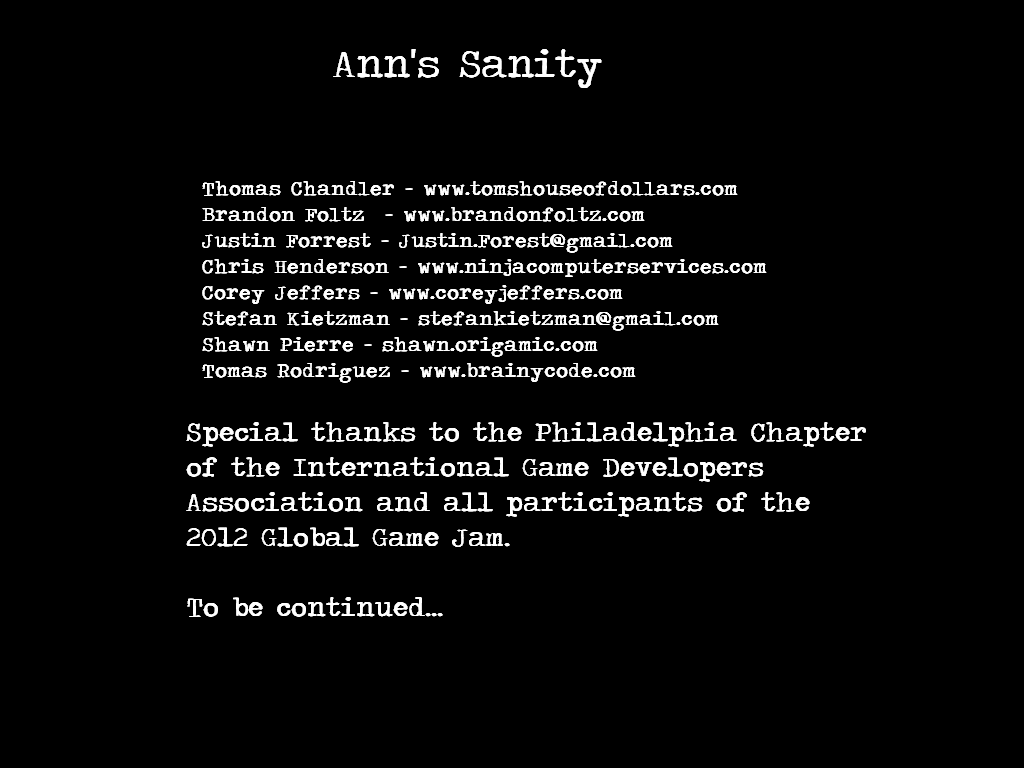 Ann's Sanity
Thomas Chandler - www.tomshouseofdollars.com
Brandon Foltz - www.brandonfoltz.com
Justin Forrest - Justin.Forest@gmail.com
Chris Henderson - www.ninjacomputerservices.com
Corey Jeffers - www.coreyjeffers.com
Stefan Kietzman - stefankietzman@gmail.com
Shawn Pierre - shawn.origamic.com
Tomas Rodriguez - www.brainycode.com
Special thanks to the Philadelphia Chapter
of the International Game Developers
Association and all participants of the
2012 Global Game Jam.
To be continued...